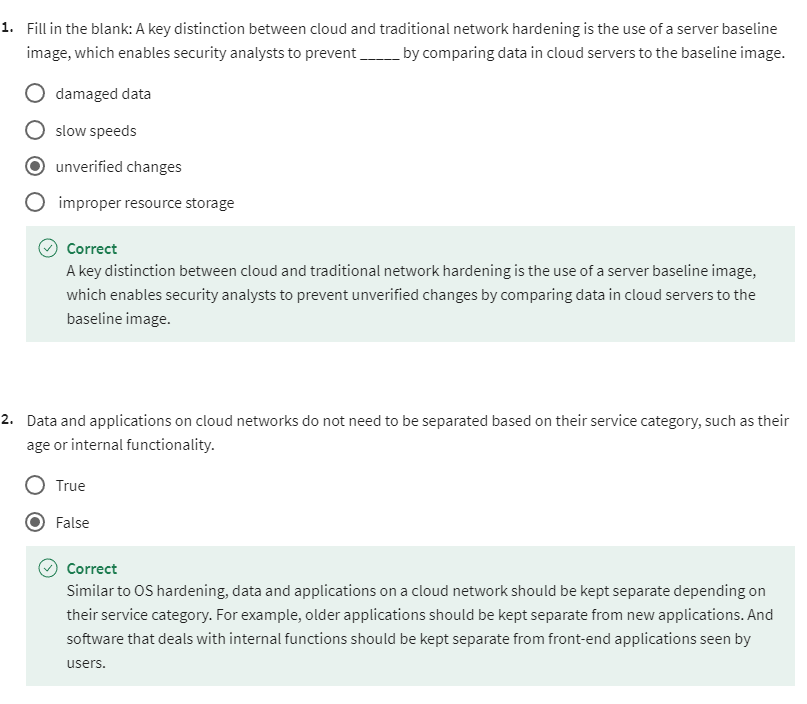 1. Fill in the blank: A key distinction between cloud and traditional network hardening is the use of a server baseline
image, which enables security analysts to prevent _____ by comparing data in cloud servers to the baseline image.
damaged data
slow speeds
unverified changes
improper resource storage
Correct
A key distinction between cloud and traditional network hardening is the use of a server baseline image,
which enables security analysts to prevent unverified changes by comparing data in cloud servers to the
baseline image.
2. Data and applications on cloud networks do not need to be separated based on their service category, such as their
age or internal functionality.
True
False
Correct
Similar to OS hardening, data and applications on a cloud network should be kept separate depending on
their service category. For example, older applications should be kept separate from new applications. And
software that deals with internal functions should be kept separate from front-end applications seen by
users.